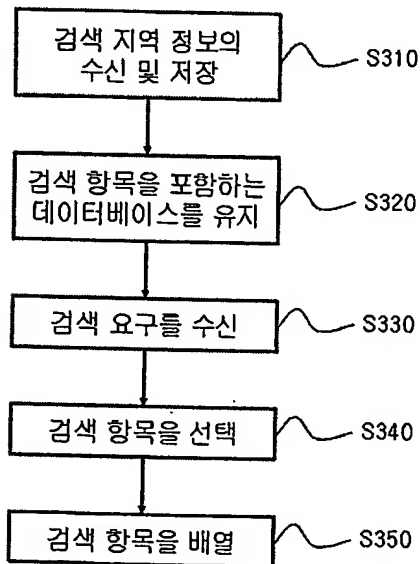 검색 지역 정보의
수신 및 저장
S310
검색 항목을 포함하는
데이터베이스를 유지
S320
검색 요구를 수신
S330
검색 항목을 선택
S340
검색 항목을 배열
S350